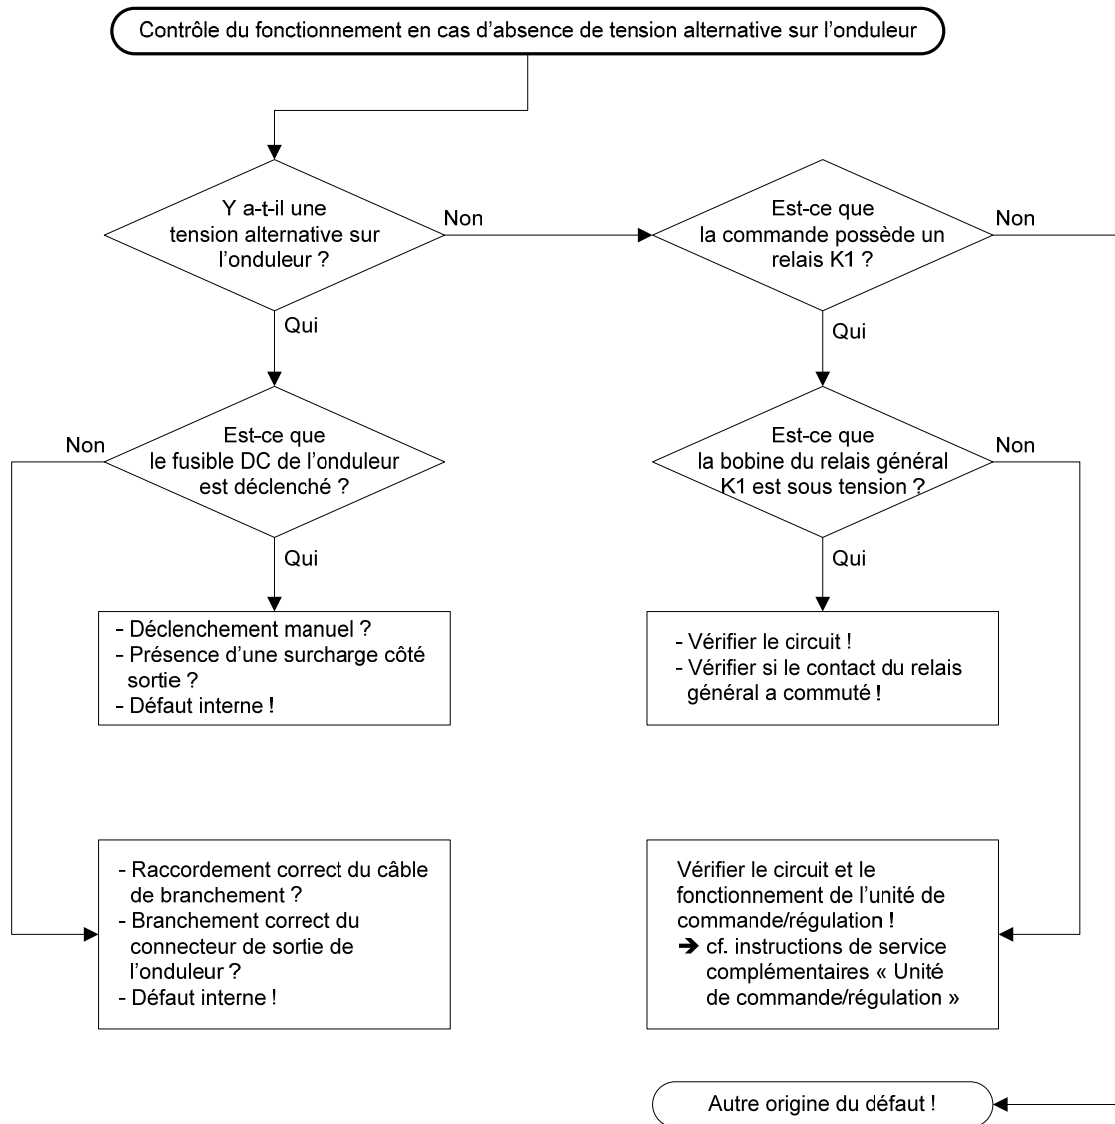 Contrôle du fonctionnement en cas d'absence de tension alternative sur l'onduleur
Y a-t-il une
tension alternative sur
l'onduleur ?
Non
Est-ce que
la commande possède un
relais K1 ?
Non
Qui
Qui
Non
Est-ce que
le fusible DC de l'onduleur
est déclenché ?
Est-ce que
la bobine du relais général
K1 est sous tension ?
Non
Qui
Qui
- Déclenchement manuel ?
- Présence d'une surcharge côté
sortie ?
- Défaut interne !
- Vérifier le circuit !
- Vérifier si le contact du relais
général a commuté !
- Raccordement correct du câble
de branchement ?
- Branchement correct du
connecteur de sortie de
l'onduleur ?
- Défaut interne !
Vérifier le circuit et le
fonctionnement de l'unité de
commande/régulation !
➔ cf. instructions de service
complémentaires « Unité
de commande/régulation »
Autre origine du défaut !